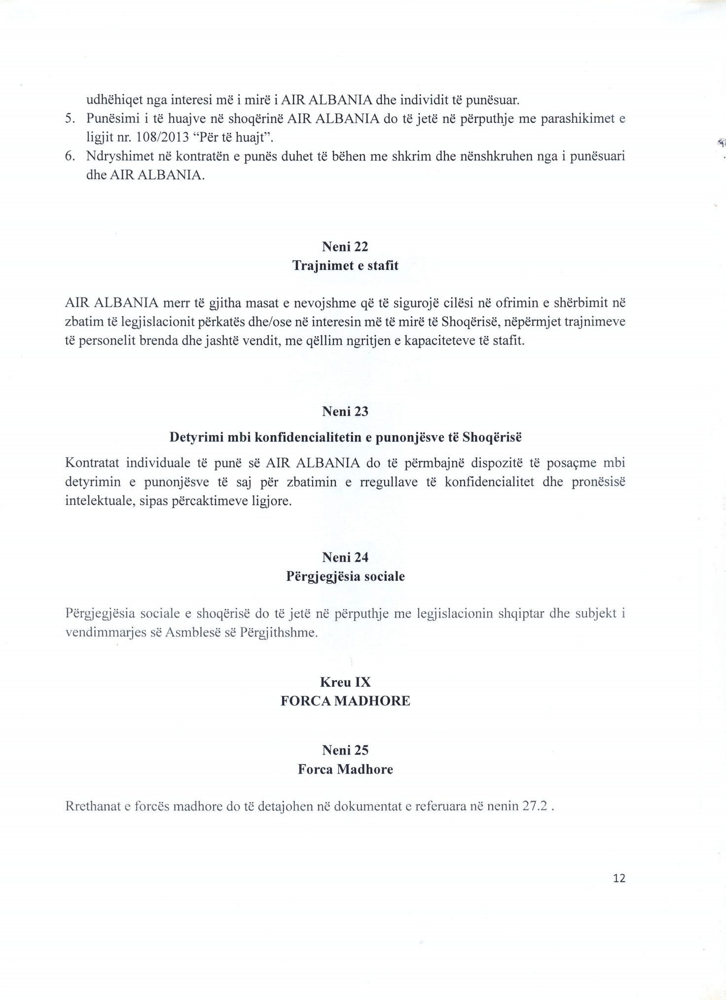 udhëhiqet nga interesi më i mirë i AIR ALBANIA dhe individit të punësuar.
5. Punësimi i të huajve në shoqërinë AIR ALBANIA do të jetë në përputhje me parashikimet e
ligjit nr. 108/2013 “Për të huajt”.
6. Ndryshimet në kontratën e punës duhet të bëhen me shkrim dhe nënshkruhen nga i punësuari
dhe AIR ALBANIA.
Neni 22
Trajnimet e stafit
AIR ALBANIA merr të gjitha masat e nevojshme që të sigurojë cilësi në ofrimin e shërbimit në
zbatim të legjislacionit përkatës dhe/ose në interesin më të mirë të Shoqërisë, nëpërmjet trajnimeve
të personelit brenda dhe jashtë vendit, me qëllim ngritjen e kapaciteteve të stafit.
Neni 23
Detyrimi mbi konfidencialitetin e punonjësve të Shoqërisë
Kontratat individuale të punë së AIR ALBANIA do të përmbajnë dispozitë të posaçme mbi
detyrimin e punonjësve të saj për zbatimin e rregullave të konfidencialitet dhe pronësisë
intelektuale, sipas përcaktimeve ligjore.
Neni 24
Përgjegjësia sociale
Përgjegjësia sociale e shoqërisë do të jetë në përputhje me legjislacionin shqiptar dhe subjekt i
vendimmarjes së Asmblesë së Përgjithshme.
Kreu IX
FORCA MADHORE
Neni 25
Forca Madhore
Rrethanat e forcës madhore do të detajohen në dokumentat e referuara në nenin 27.2 .
12